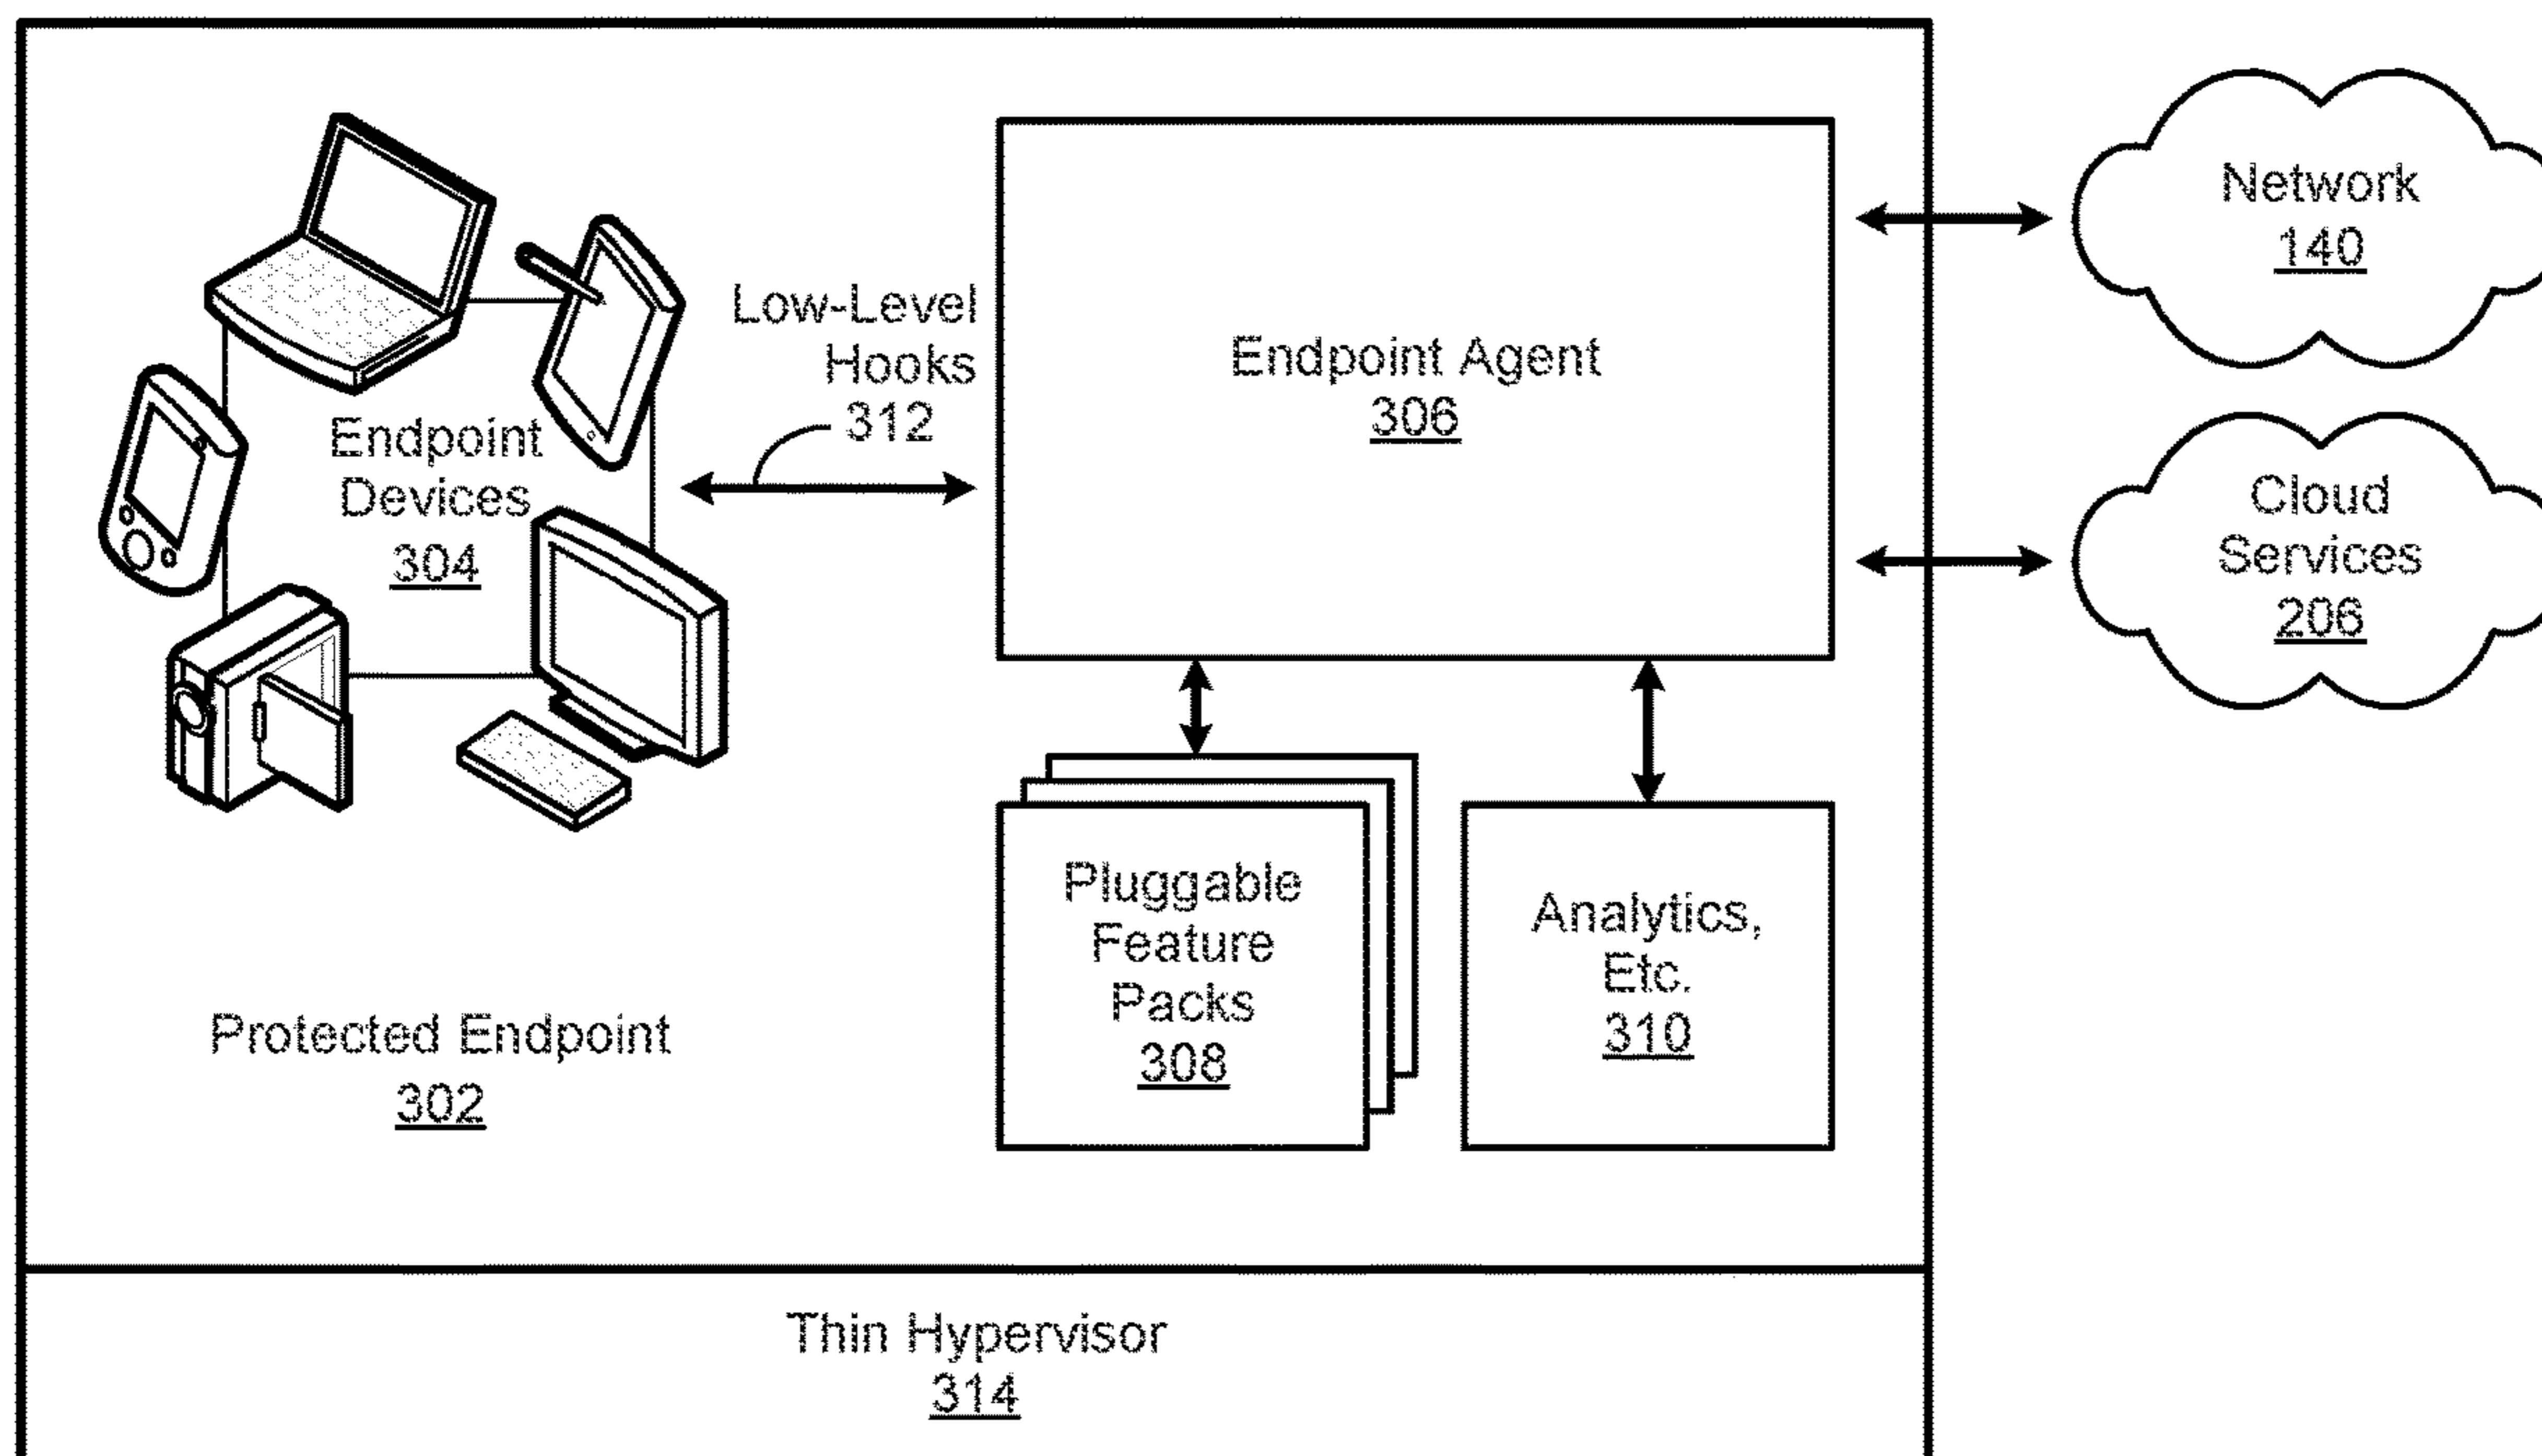 Low-Level
Hooks
312
Endpoint
Devices
304
Endpoint Agent
306
Network
140
Cloud
Services
206
Pluggable
Feature
Packs
308
Analytics,
Etc.
310
Protected Endpoint
302
Thin Hypervisor
314